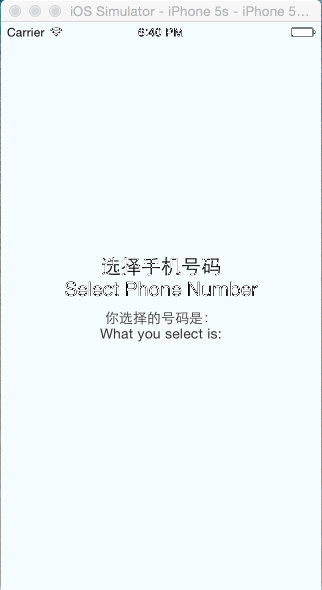 iOS Simulator - iPhone 5s - iPhone 5...
Carrier 6:40 PM
选择手机号码
Select Phone Number
你选择的号码是：
What you select is: